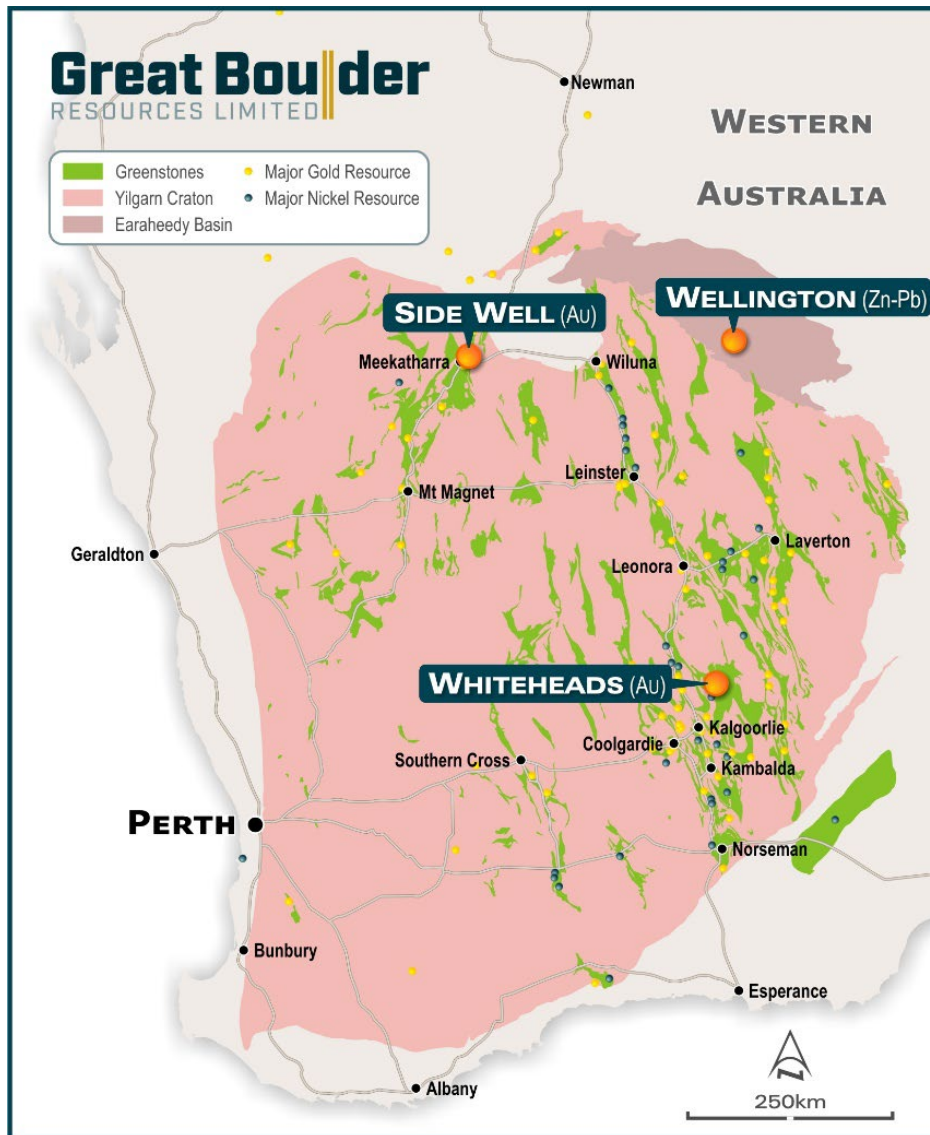 Great Boulder
RESOURCES LIMITED
Newman
WESTERN
AUSTRALIA
Greenstones
Major Gold Resource
Yilgarn Craton
Major Nickel Resource
Earaheedy Basin
SIDE WELL (AU)
WELLINGTON (Zn-Pb)
Meekatharra
Wiluna
Leinster
Mt Magnet
Geraldton
Laverton
Leonora
WHITEHEADS (AU)
Kalgoorlie
Coolgardie
Southern Cross
Kambalda
PERTH
Norseman
Bunbury
Esperance
N
250km
Albany